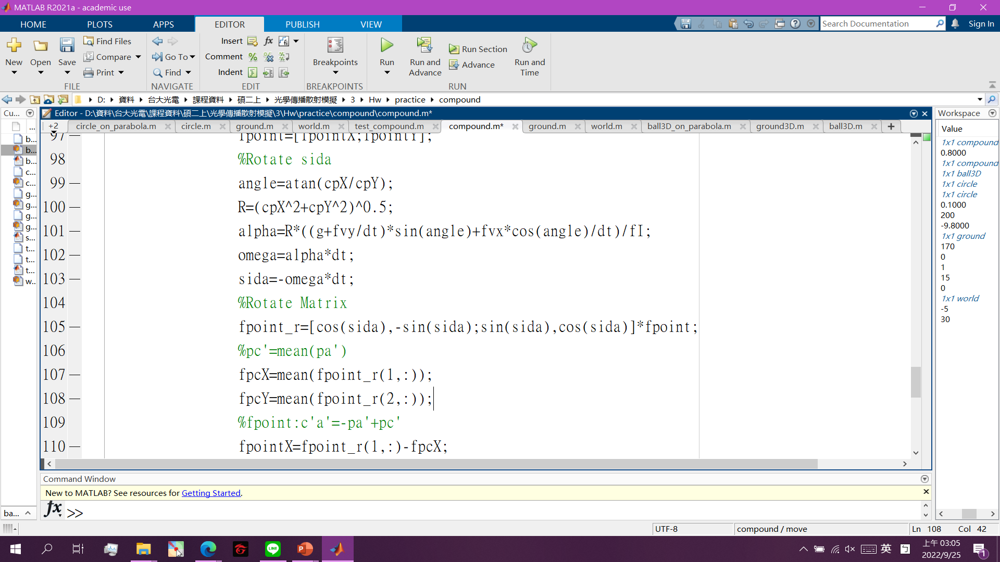 MATLAB R2021a - academic use
HOME PLOTS APPS EDITOR PUBLISH VIEW Search Documentation Sign In
New Open Save Find Files Compare Print
Go To Find
Insert fx
Comment
Indent
Breakpoints
Run Run and Advance Run Section Advance Run and Time
FILE NAVIGATE EDIT BREAKPOINTS RUN
D: 資料 台大光電 課程資料 碩二上 光學傳播散射模擬 3 Hw practice compound
Cu...
Editor - D:\資料\台大光電\課程資料\碩二上\光學傳播散射模擬\3\Hw\practice\compound\compound.m*
Workspace
+2 circle_on_parabola.m circle.m ground.m world.m test_compound.m compound.m* ground.m world.m ball3D_on_parabola.m ground3D.m ball3D.m
...
b...
b...
b...
c...
c...
g...
g...
g...
g...
s...
t...
t...
t...
w..
97 fpoint=[fpointX;fpointY];
98 %Rotate sida
99 angle=atan(cpX/cpY);
100 R=(cpX^2+cpY^2)^0.5;
101 alpha=R*((g+fvy/dt)*sin(angle)+fvx*cos(angle)/dt)/fI;
102 omega=alpha*dt;
103 sida=-omega*dt;
104 %Rotate Matrix
105 fpoint_r=[cos(sida),-sin(sida);sin(sida),cos(sida)]*fpoint;
106 %pc'=mean(pa')
107 fpcX=mean(fpoint_r(1,:));
108 fpcY=mean(fpoint_r(2,:));
109 %fpoint:c'a'=-pa'+pc'
110 fpointX=fpoint_r(1,:)-fpcX;
Value
1x1 compound
0.8000
1x1 compound
1x1 ball3D
1x1 circle
1x1 circle
0.1000
200
-9.8000
1x1 ground
170
0
1
15
0
1x1 world
-5
30
Command Window
New to MATLAB? See resources for Getting Started.
fx >>
ba...
UTF-8 compound / move Ln 108 Col 42
英
上午 03:05
2022/9/25
1
LINE